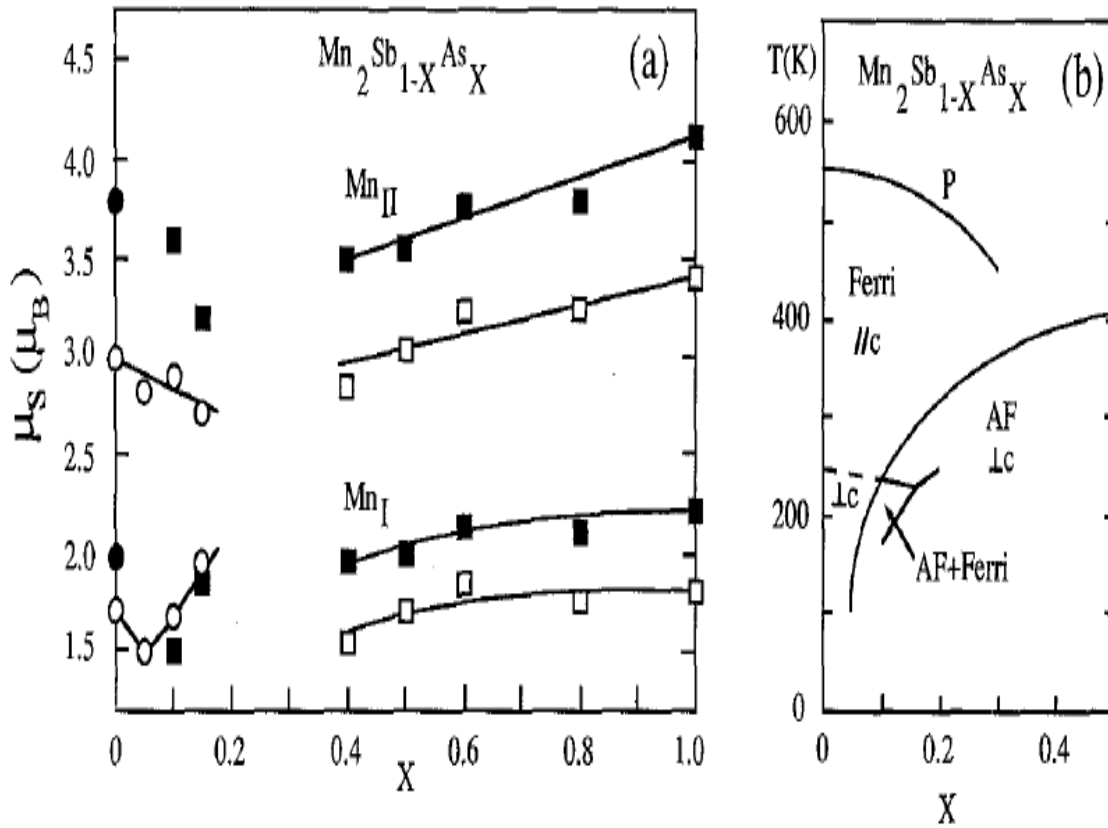 Mn2Sb1-XAsX
(a)
4.5
4.0
3.5
3.0
2.5
2.0
1.5
μS (μB)
MnII
MnI
0
0.2
0.4
0.6
0.8
1.0
X
T(K)
Mn2Sb1-XAsX
(b)
600
400
200
0
P
Ferri
//c
AF
⊥c
⊥c
AF+Ferri
0
0.2
0.4
X